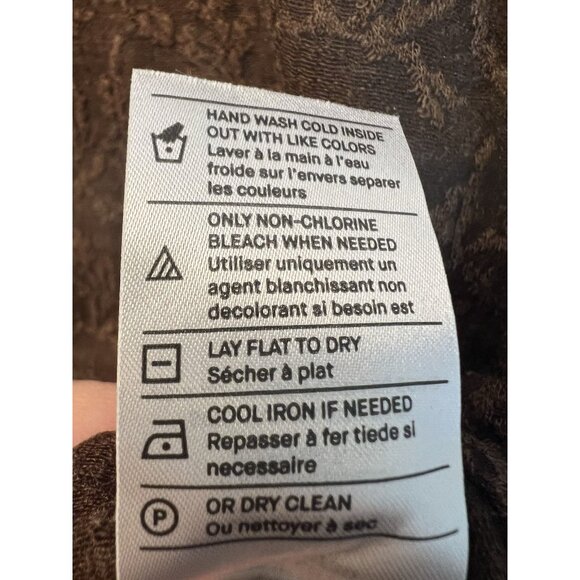 HAND WASH COLD INSIDE
OUT WITH LIKE COLORS
Laver à la main à l'eau
froide sur l'envers separer
les couleurs
ONLY NON-CHLORINE
BLEACH WHEN NEEDED
Utiliser uniquement un
agent blanchissant non
decolorant si besoin est
LAY FLAT TO DRY
Sécher à plat
COOL IRON IF NEEDED
Repasser à fer tiede si
necessaire
P
OR DRY CLEAN
Ou nettoyer à sec